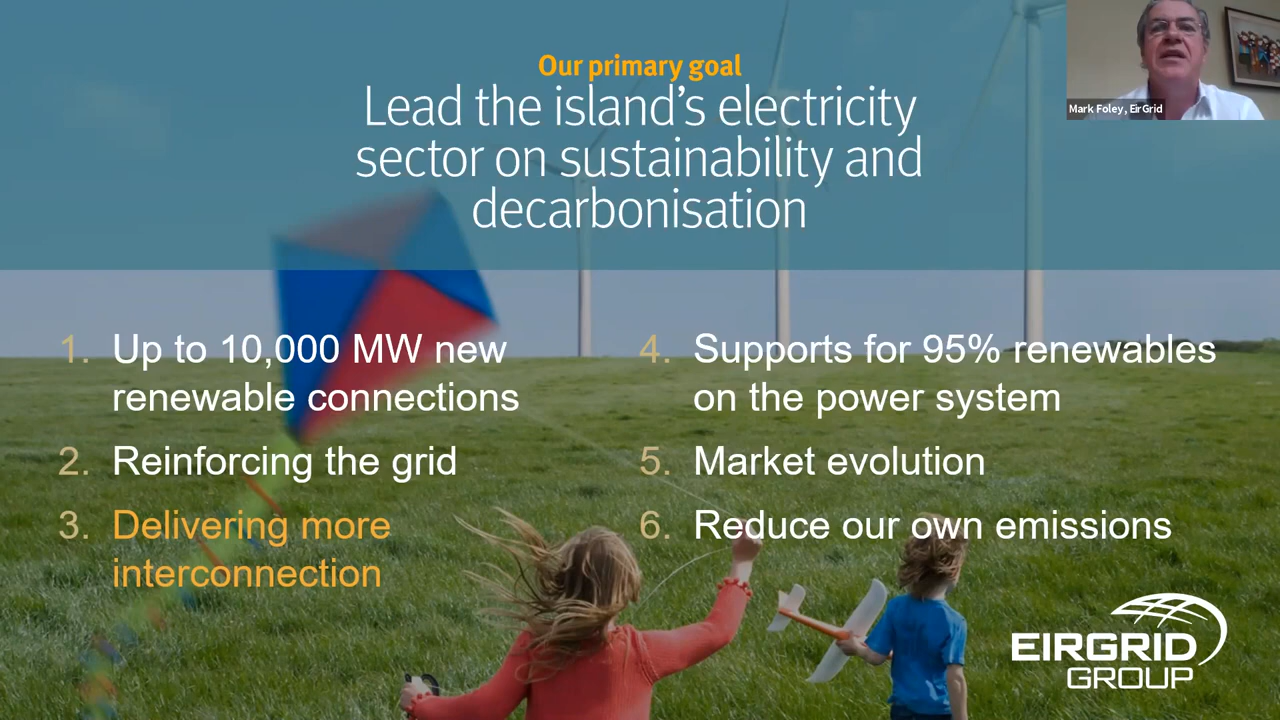 Our primary goal
Lead the island's electricity
sector on sustainability and
decarbonisation
Mark Foley, EirGrid
1. Up to 10,000 MW new
renewable connections
2. Reinforcing the grid
3. Delivering more
interconnection
4. Supports for 95% renewables
on the power system
5. Market evolution
6. Reduce our own emissions
EIRGRID
GROUP